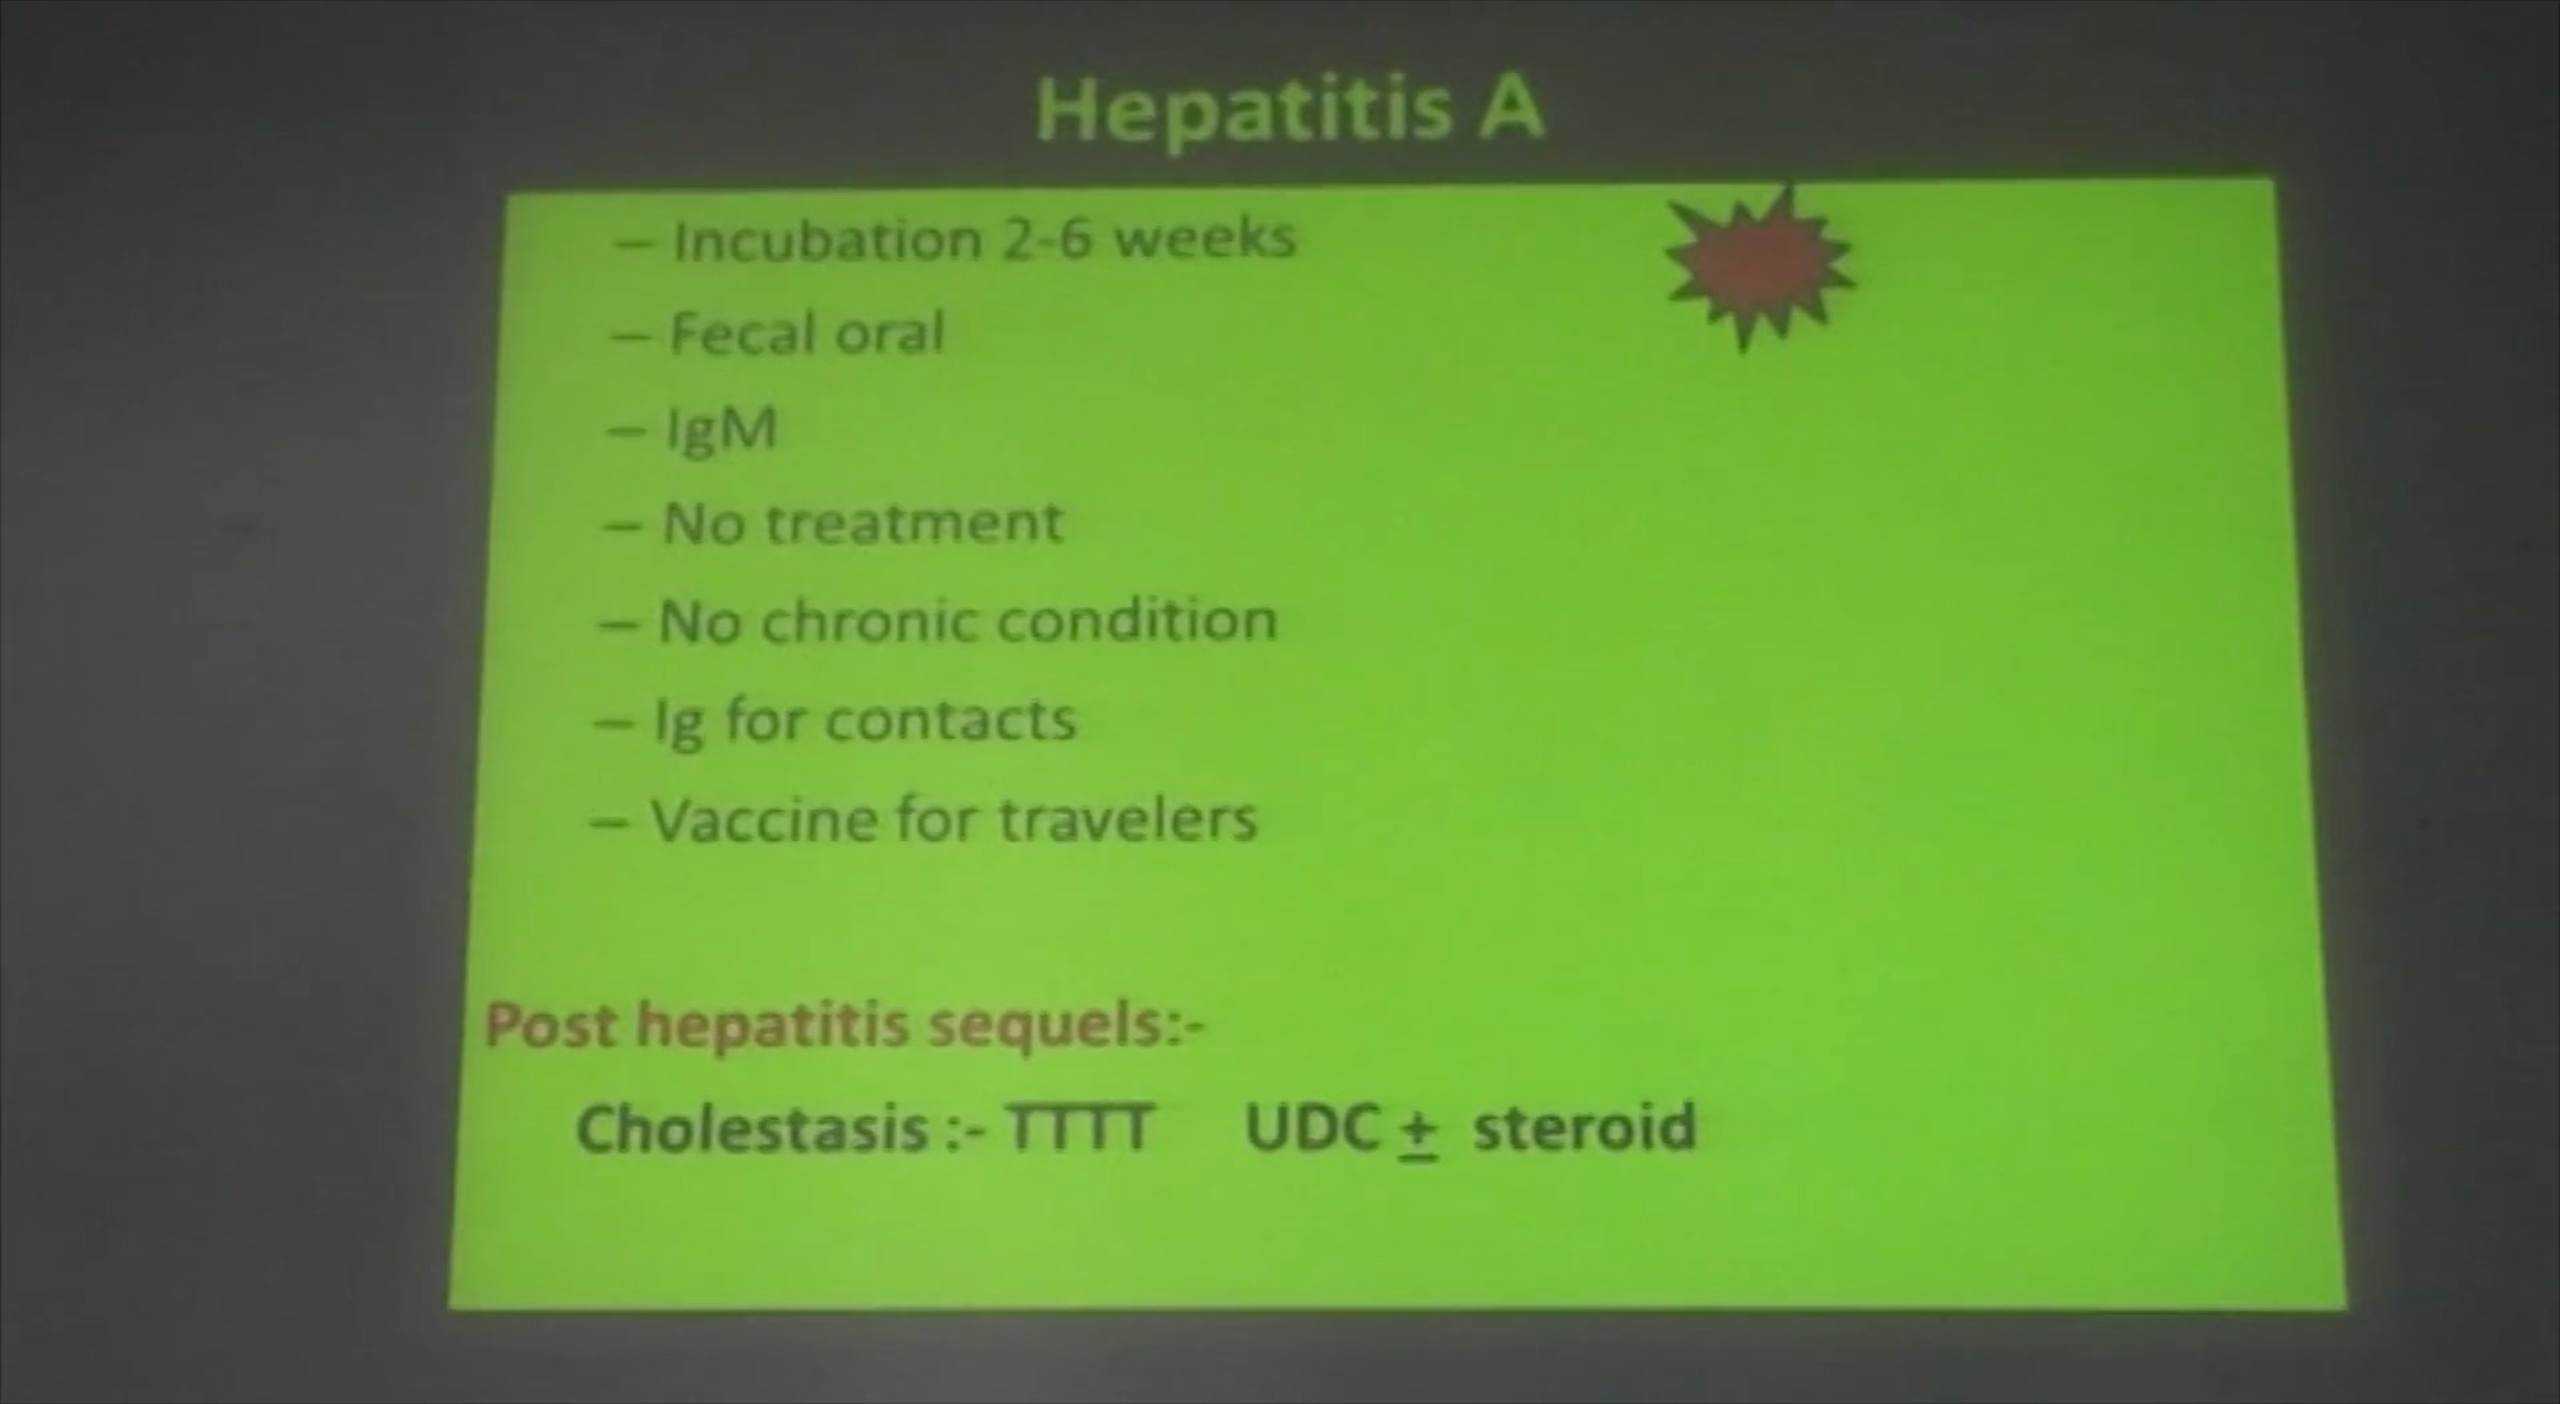 Hepatitis A
– Incubation 2-6 weeks
– Fecal oral
– IgM
– No treatment
– No chronic condition
– Ig for contacts
– Vaccine for travelers
Post hepatitis sequels:-
Cholestasis :- TTTT UDC ± steroid